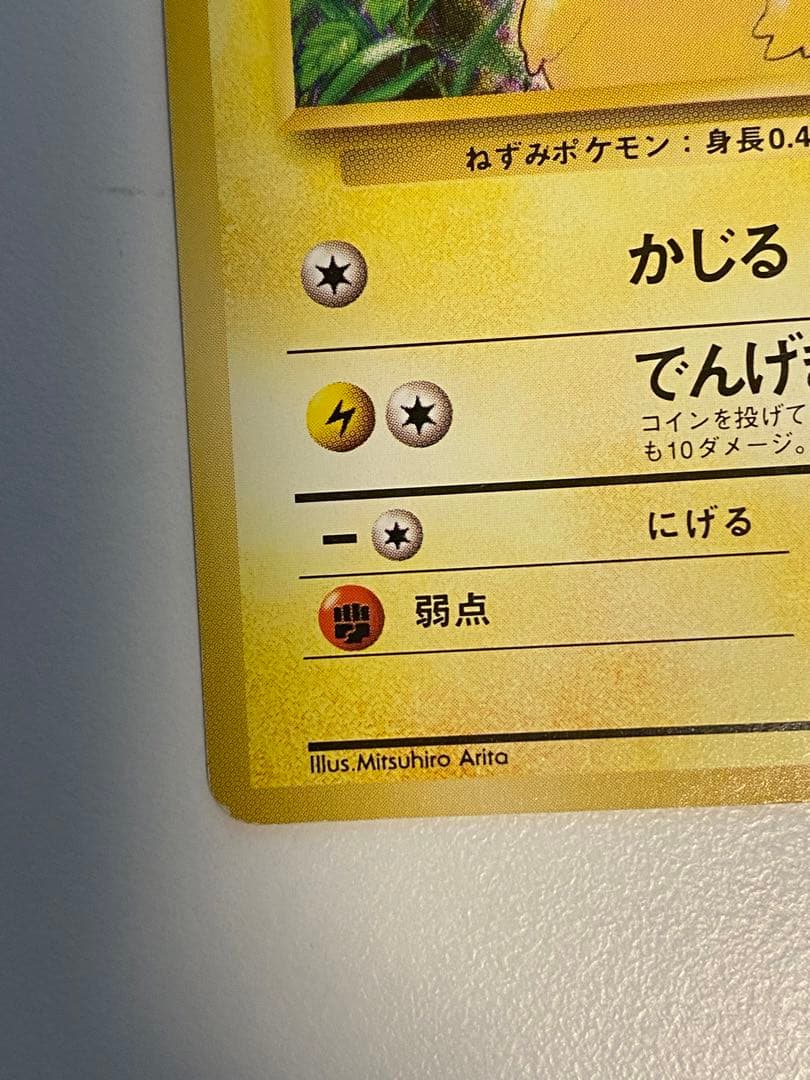 ねずみポケモン：身長0.4
かじる
でんげ
コインを投げて
も10ダメージ。
にげる
弱点
Illus.Mitsuhiro Arita